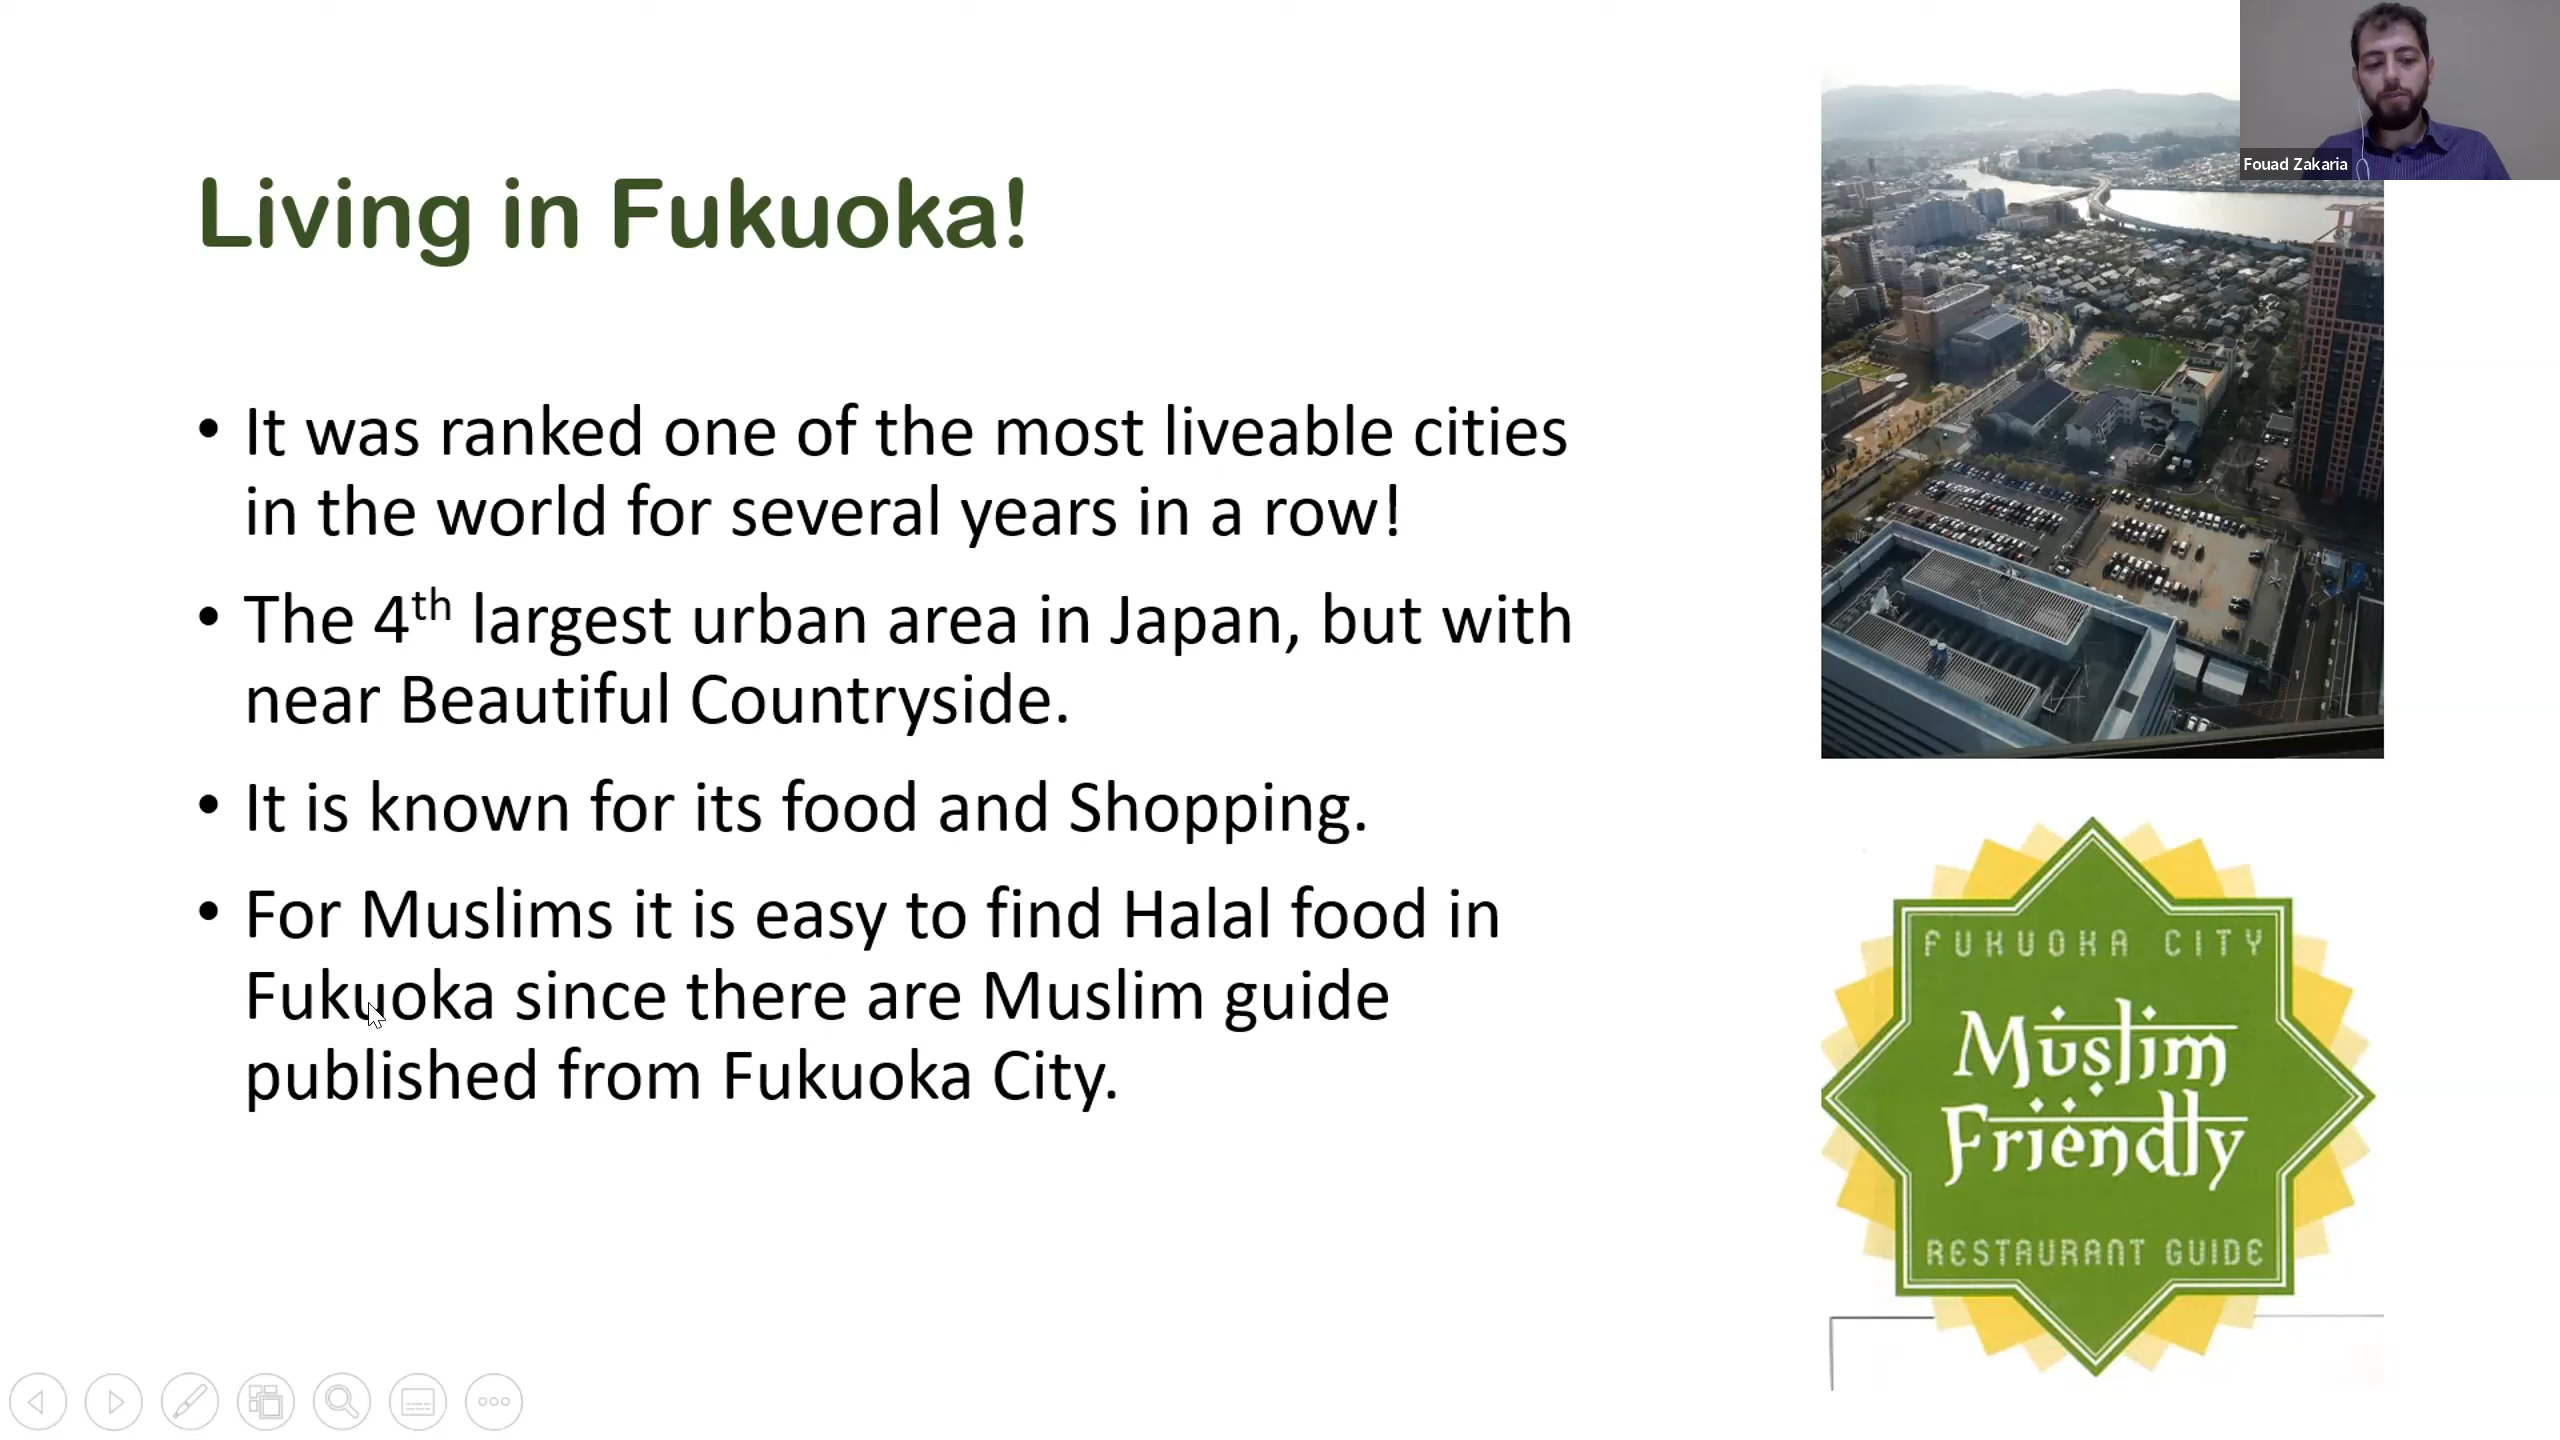 Fouad Zakaria
Living in Fukuoka!
• It was ranked one of the most liveable cities
in the world for several years in a row!
• The 4th largest urban area in Japan, but with
near Beautiful Countryside.
• It is known for its food and Shopping.
• For Muslims it is easy to find Halal food in
Fukuoka since there are Muslim guide
published from Fukuoka City.
FUKUOKA CITY
Muslim
Friendly
RESTAURANT GUIDE